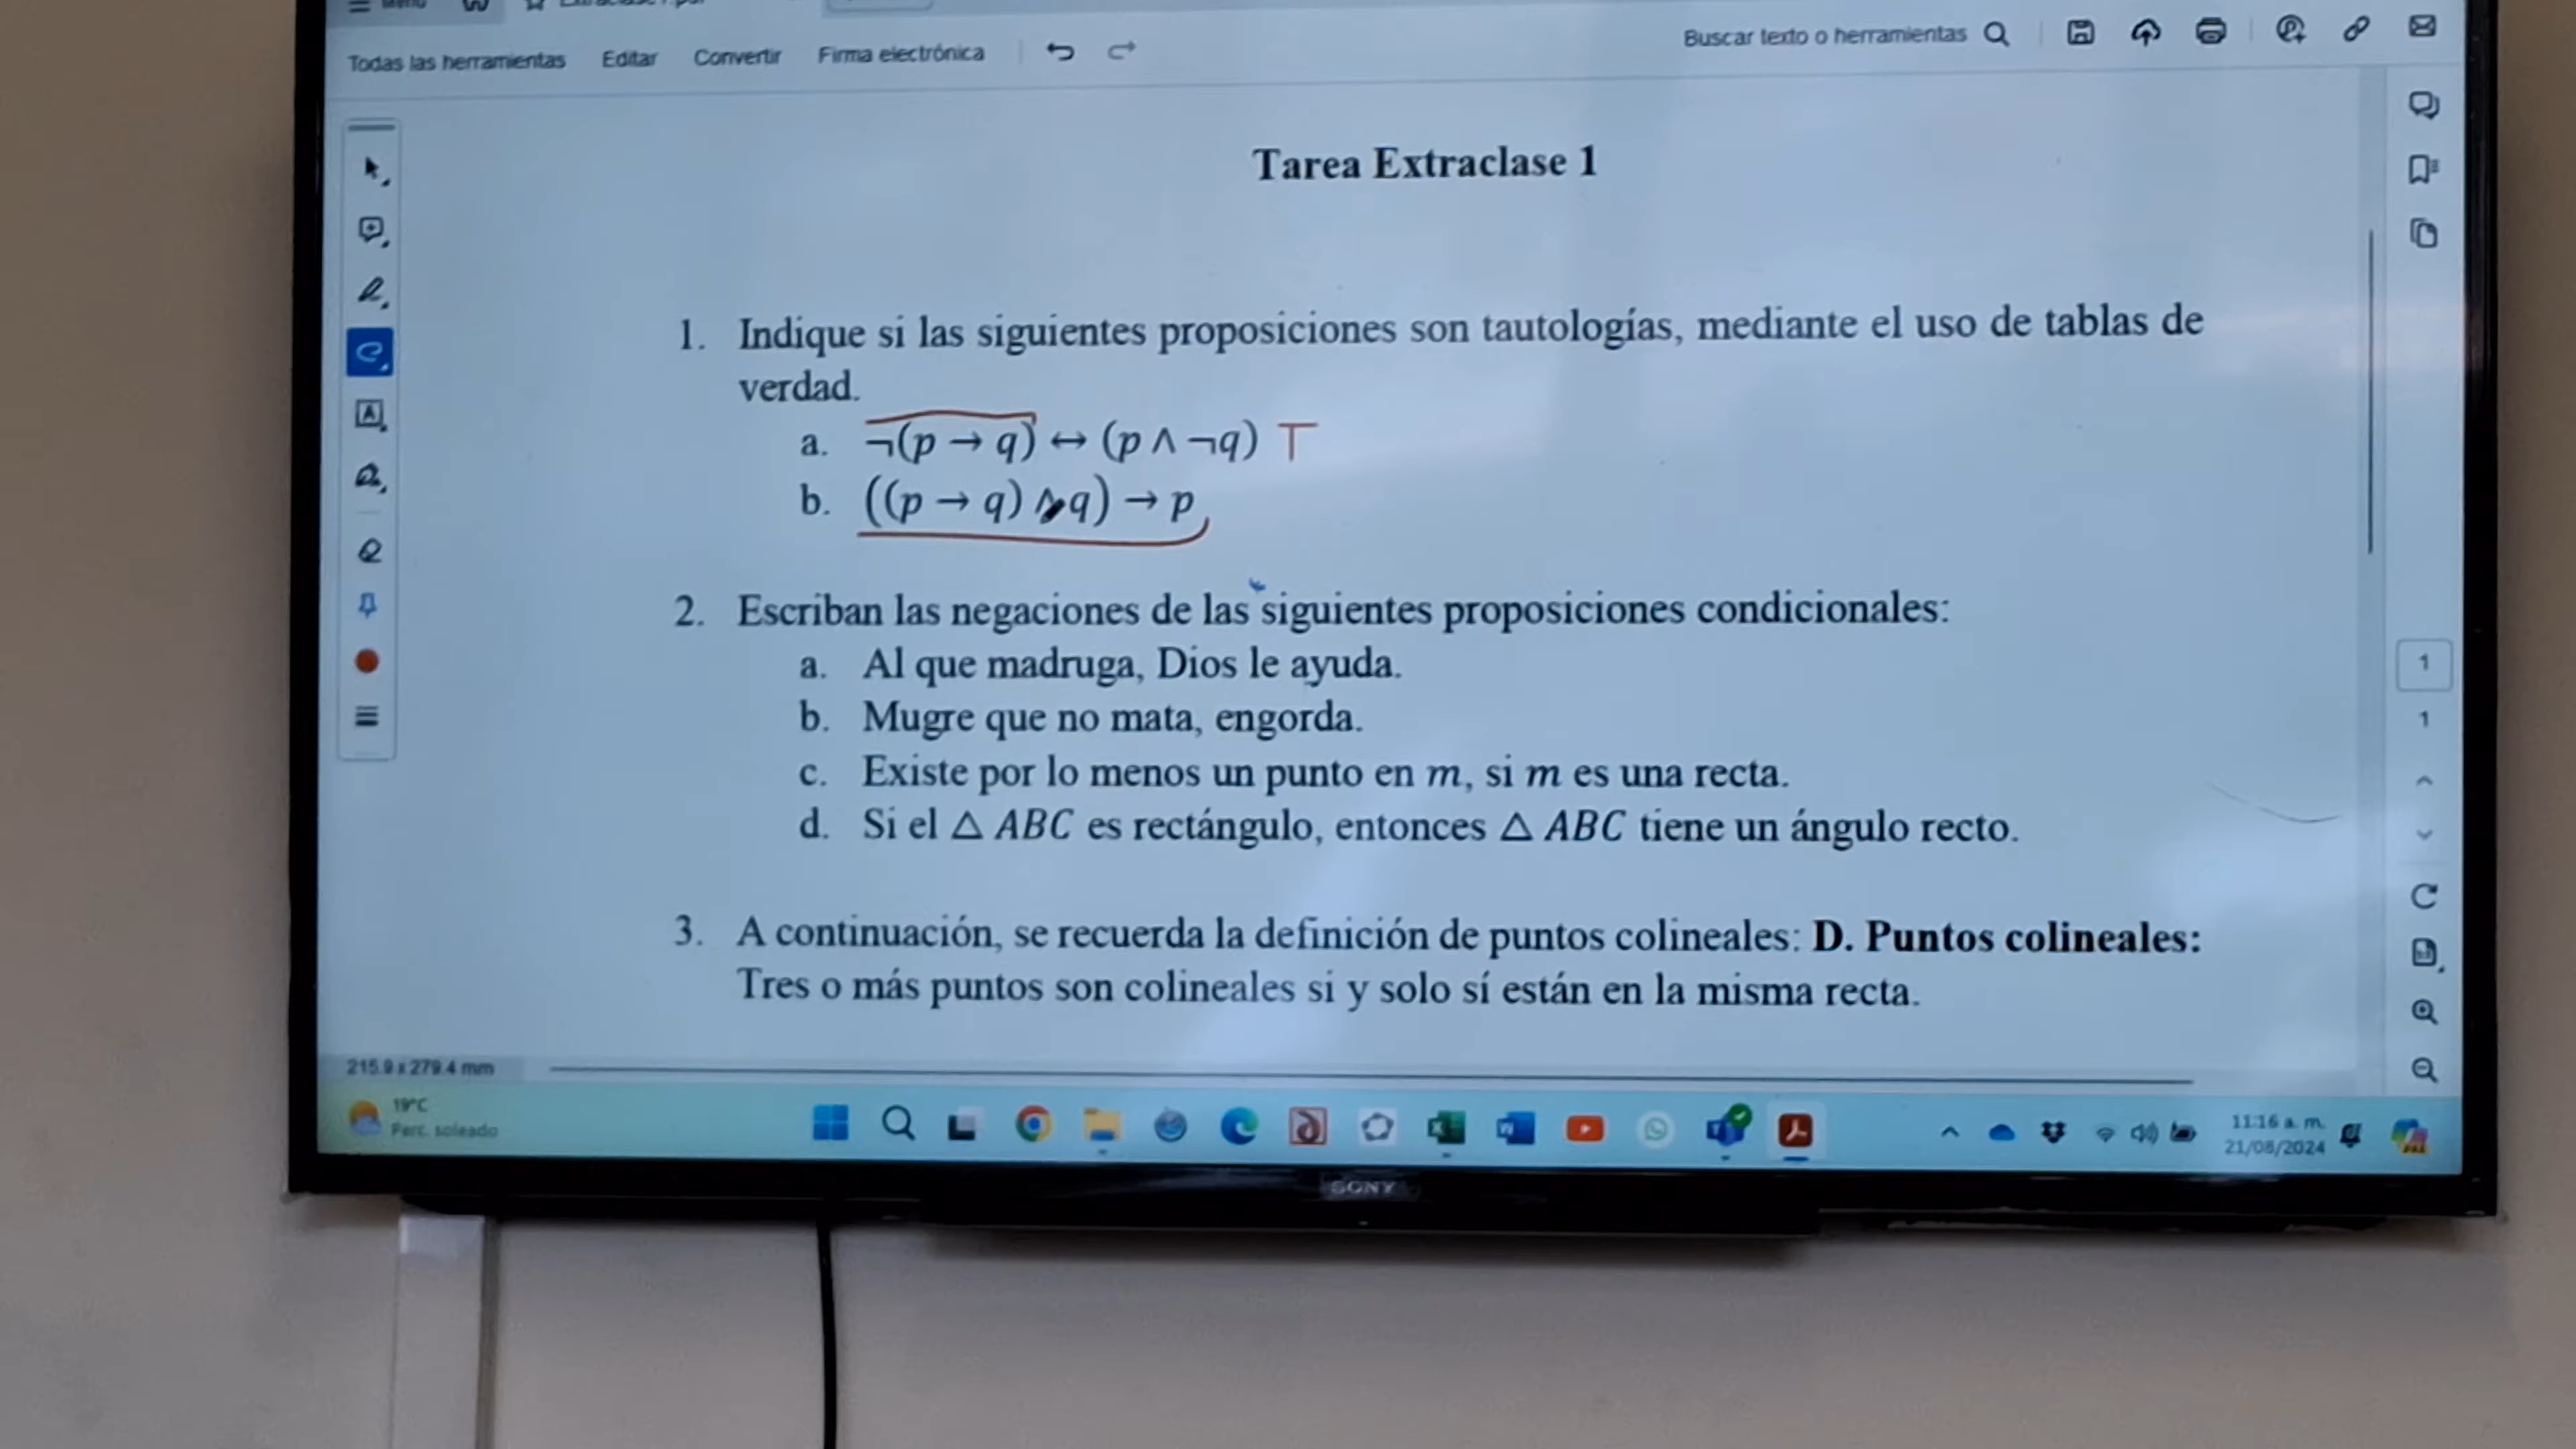 Menú
Todas las herramientas Editar Convertir Firma electrónica Buscar texto o herramientas
Tarea Extraclase 1
1. Indique si las siguientes proposiciones son tautologías, mediante el uso de tablas de
verdad.
a. ¬(p → q) ↔ (p ∧ ¬q) T
b. ((p → q) ∧ q) → p
2. Escriban las negaciones de las siguientes proposiciones condicionales:
a. Al que madruga, Dios le ayuda.
b. Mugre que no mata, engorda.
c. Existe por lo menos un punto en m, si m es una recta.
d. Si el △ ABC es rectángulo, entonces △ ABC tiene un ángulo recto.
3. A continuación, se recuerda la definición de puntos colineales: D. Puntos colineales:
Tres o más puntos son colineales si y solo sí están en la misma recta.
1
1
215.9 x 279.4 mm
19°C
Parc. soleado
11:16 a. m.
21/08/2024
SONY